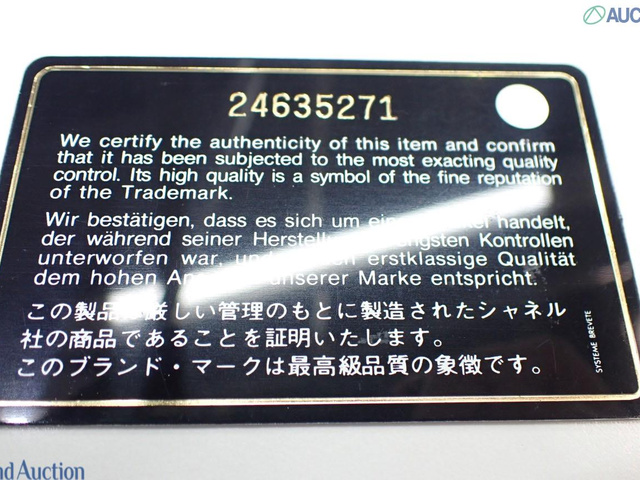 AUC
24635271
We certify the authenticity of this item and confirm
that it has been subjected to the most exacting quality
control. Its high quality is a symbol of the fine reputation
of the Trademark.
Wir bestätigen, dass es sich um handelt,
der während seiner Kontrollen
unterworfen war, erstklassige Qualität
dem hohen unserer Marke entspricht.
この製品は厳しい管理のもとに製造されたシャネル
社の商品であることを証明いたします。
このブランド・マークは最高級品質の象徴です。
SYSTEME BREVETE
nd Auction